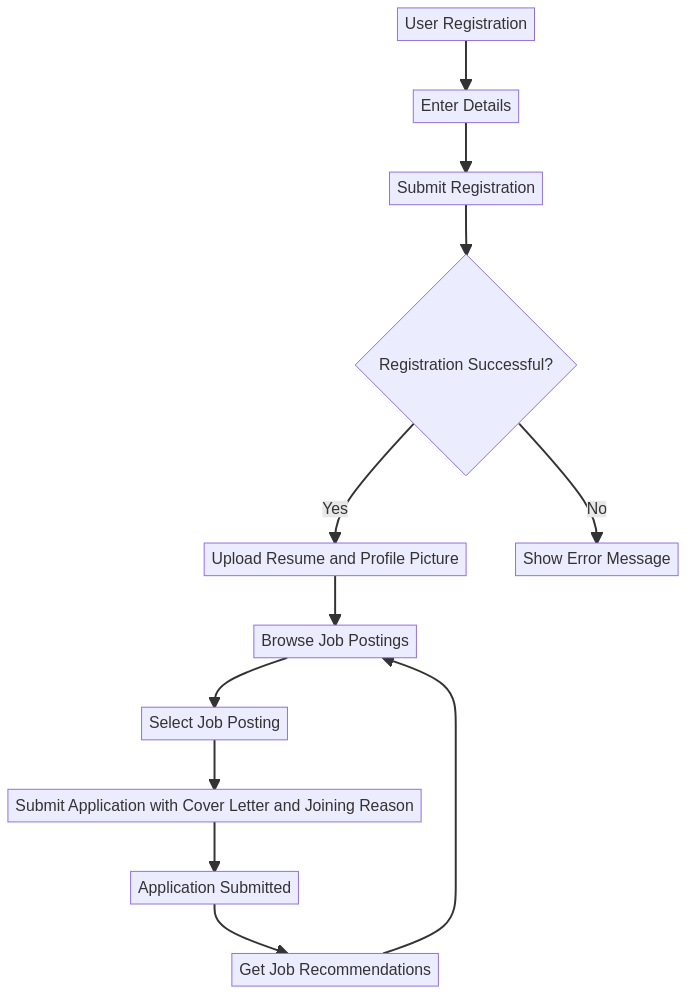 User Registration
Enter Details
Submit Registration
Registration Successful?
Yes
No
Upload Resume and Profile Picture
Show Error Message
Browse Job Postings
Select Job Posting
Submit Application with Cover Letter and Joining Reason
Application Submitted
Get Job Recommendations